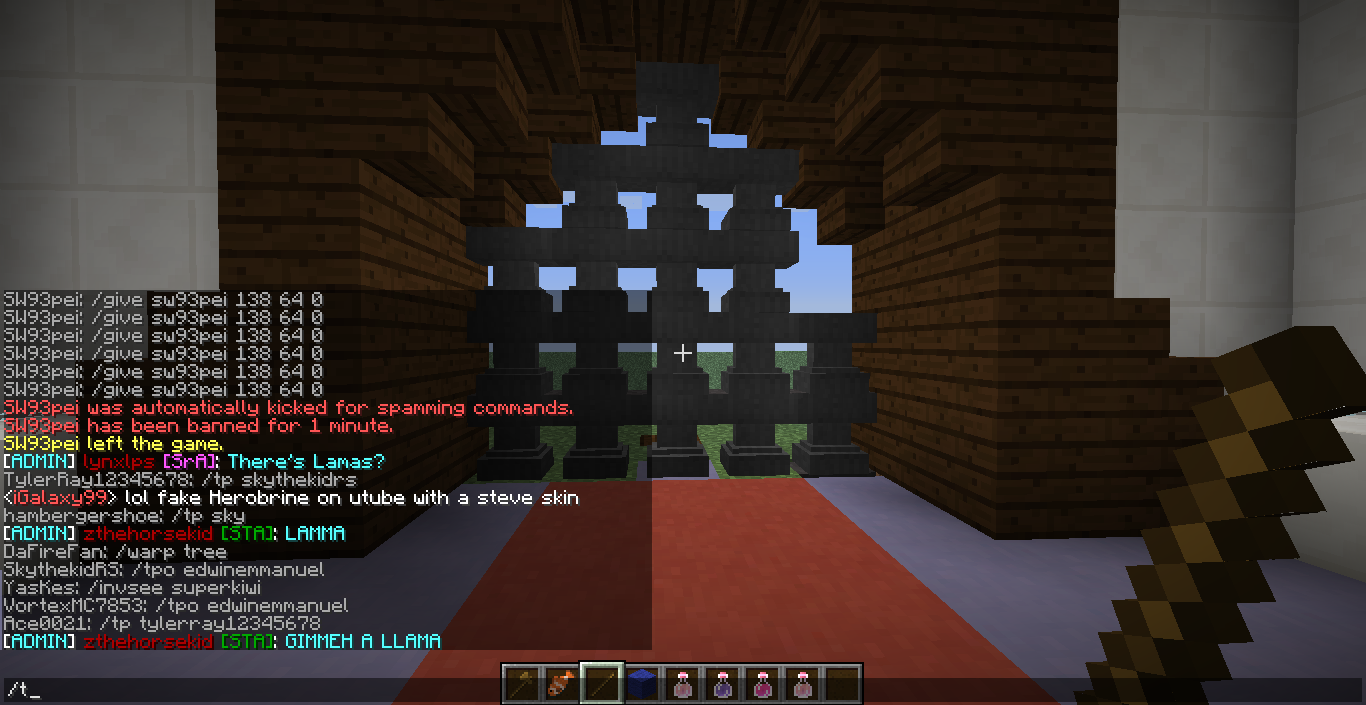 SW93pei: /give sw93pei 138 64 0
SW93pei: /give sw93pei 138 64 0
SW93pei: /give sw93pei 138 64 0
SW93pei: /give sw93pei 138 64 0
SW93pei: /give sw93pei 138 64 0
SW93pei: /give sw93pei 138 64 0
SW93pei was automatically kicked for spamming commands.
SW93pei has been banned for 1 minute.
SW93pei left the game.
[ADMIN] lynxlps [SrA]: There's Lamas?
TylerRay12345678: /tp skythekidrs
<iGalaxy99> lol fake Herobrine on utube with a steve skin
hambergershoe: /tp sky
[ADMIN] zthehorsekid [STA]: LAMMA
DaFireFan: /warp tree
SkythekidRS: /tpo edwinemmanuel
YasKes: /invsee superkiwi
VortexMC7853: /tpo edwinemmanuel
Ace0021: /tp tylerray12345678
[ADMIN] zthehorsekid [STA]: GIMMEH A LLAMA
/t_